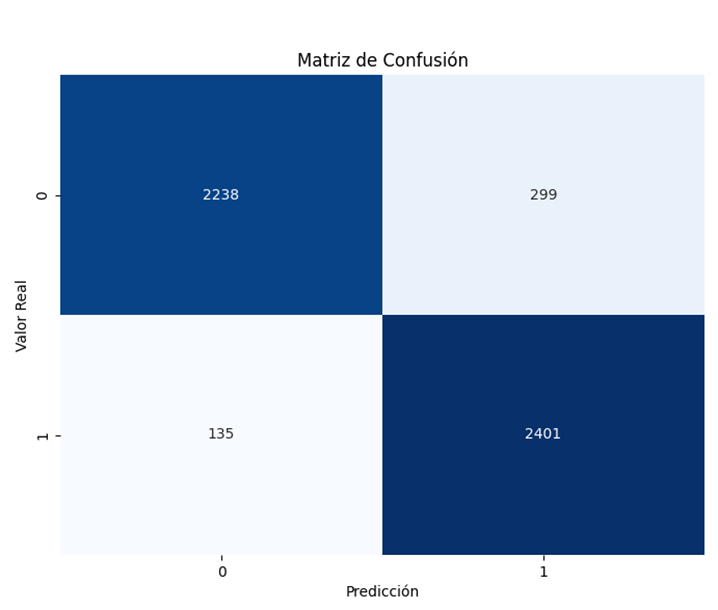 Matriz de Confusión
0
2238
299
Valor Real
1
135
2401
0
1
Predicción